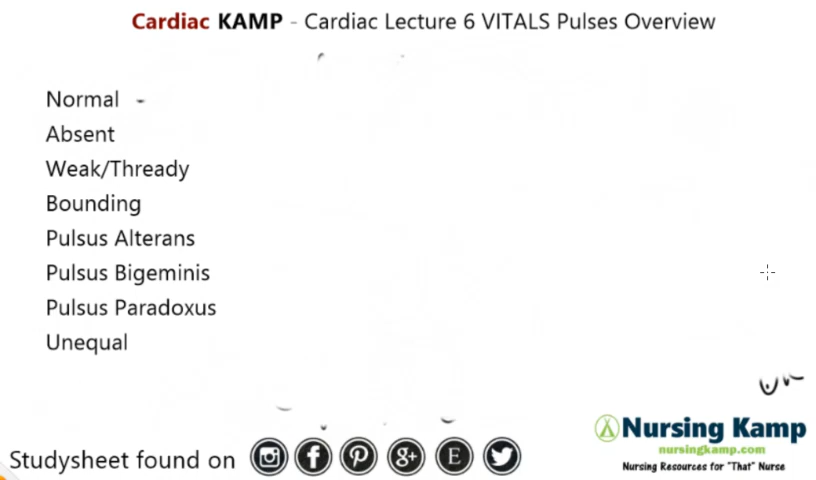 Cardiac KAMP - Cardiac Lecture 6 VITALS Pulses Overview
Normal -
Absent
Weak/Thready
Bounding
Pulsus Alterans
Pulsus Bigeminis
Pulsus Paradoxus
Unequal
Nursing Kamp
nursingkamp.com
Nursing Resources for "That" Nurse
Studysheet found on